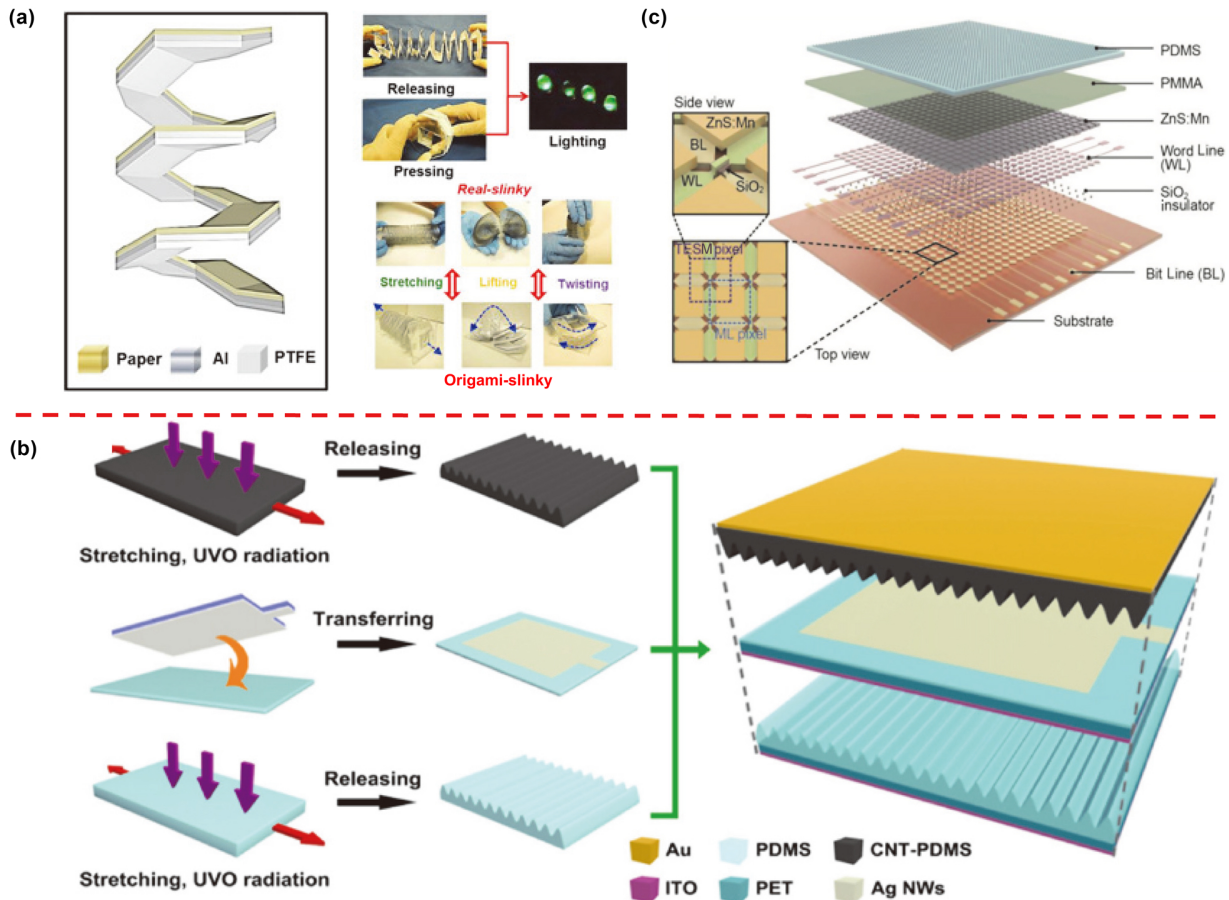 (a)
Releasing
Pressing
Lighting
Real-slinky
Stretching
Lifting
Twisting
Origami-slinky
Paper
Al
PTFE
(c)
PDMS
PMMA
ZnS:Mn
Word Line
(WL)
SiO2
insulator
Bit Line (BL)
Substrate
Side view
ZnS:Mn
BL
WL
SiO2
TESM pixel
ML pixel
Top view
(b)
Releasing
Stretching, UVO radiation
Transferring
Releasing
Stretching, UVO radiation
Au
PDMS
CNT-PDMS
ITO
PET
Ag NWs